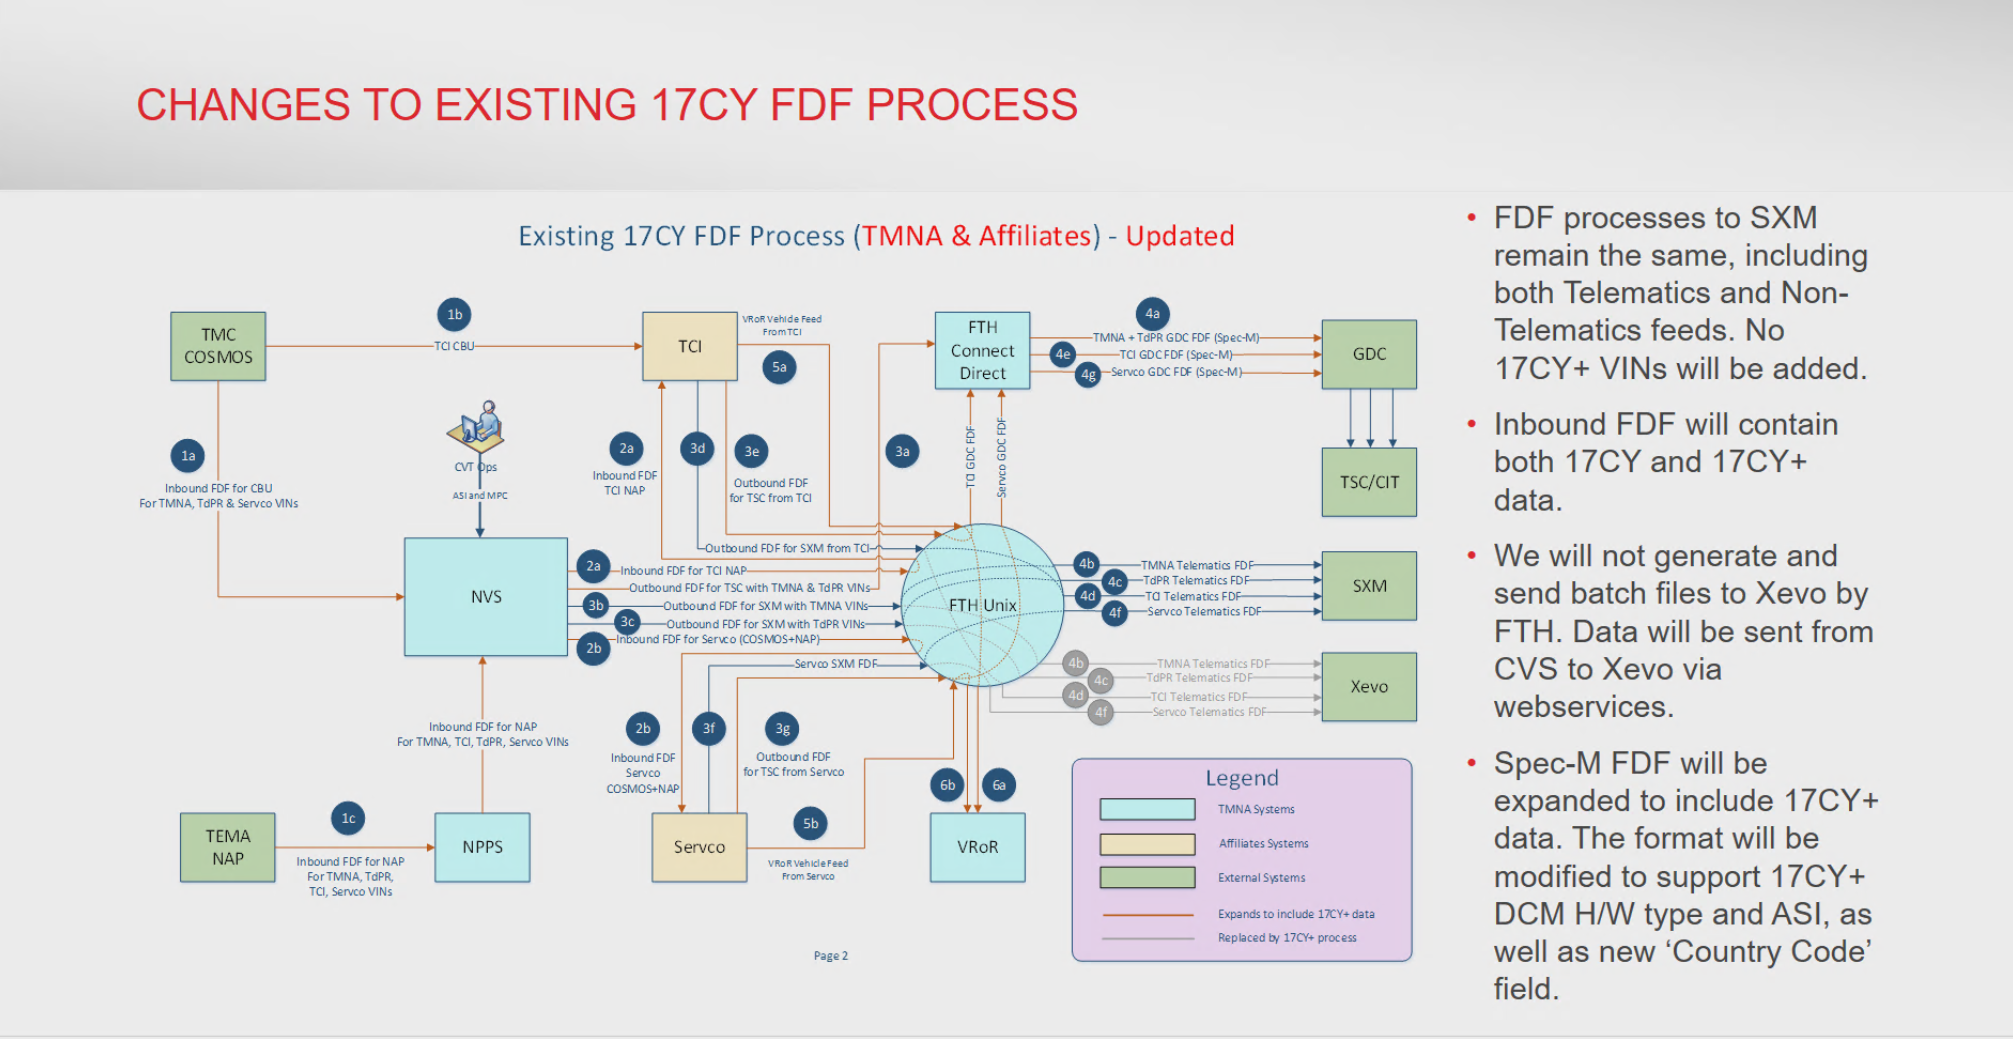 CHANGES TO EXISTING 17CY FDF PROCESS
Existing 17CY FDF Process (TMNA & Affiliates) - Updated
TMC
COSMOS
1b
TCI CBU
TCI
VRoR Vehicle Feed
From TCI
5a
FTH
Connect
Direct
4a
TMNA + TdPR GDC FDF (Spec-M)
4e
TCI GDC FDF (Spec-M)
4g
Servco GDC FDF (Spec-M)
GDC
TSC/CIT
1a
Inbound FDF for CBU
For TMNA, TdPR & Servco VINs
CVT Ops
ASI and MPC
2a
Inbound FDF
TCI NAP
3d
3e
Outbound FDF
for TSC from TCI
3a
TCI GDC FDF
Servco GDC FDF
NVS
Outbound FDF for SXM from TCI
2a
Inbound FDF for TCI NAP
Outbound FDF for TSC with TMNA & TdPR VINs
3b
Outbound FDF for SXM with TMNA VINs
3c
Outbound FDF for SXM with TdPR VINs
2b
Inbound FDF for Servco (COSMOS+NAP)
Servco SXM FDF
FTH Unix
4b
TMNA Telematics FDF
4c
TdPR Telematics FDF
4d
TCI Telematics FDF
4f
Servco Telematics FDF
SXM
4b
TMNA Telematics FDF
4c
TdPR Telematics FDF
4d
TCI Telematics FDF
4f
Servco Telematics FDF
Xevo
Inbound FDF for NAP
For TMNA, TCI, TdPR, Servco VINs
2b
Inbound FDF
Servco
COSMOS+NAP
3f
3g
Outbound FDF
for TSC from Servco
6b
6a
TEMA
NAP
1c
Inbound FDF for NAP
For TMNA, TdPR,
TCI, Servco VINs
NPPS
Servco
5b
VRoR Vehicle Feed
From Servco
VRoR
Legend
TMNA Systems
Affiliates Systems
External Systems
Expands to include 17CY+ data
Replaced by 17CY+ process
Page 2
• FDF processes to SXM
remain the same, including
both Telematics and Non-
Telematics feeds. No
17CY+ VINs will be added.
• Inbound FDF will contain
both 17CY and 17CY+
data.
• We will not generate and
send batch files to Xevo by
FTH. Data will be sent from
CVS to Xevo via
webservices.
• Spec-M FDF will be
expanded to include 17CY+
data. The format will be
modified to support 17CY+
DCM H/W type and ASI, as
well as new ‘Country Code’
field.